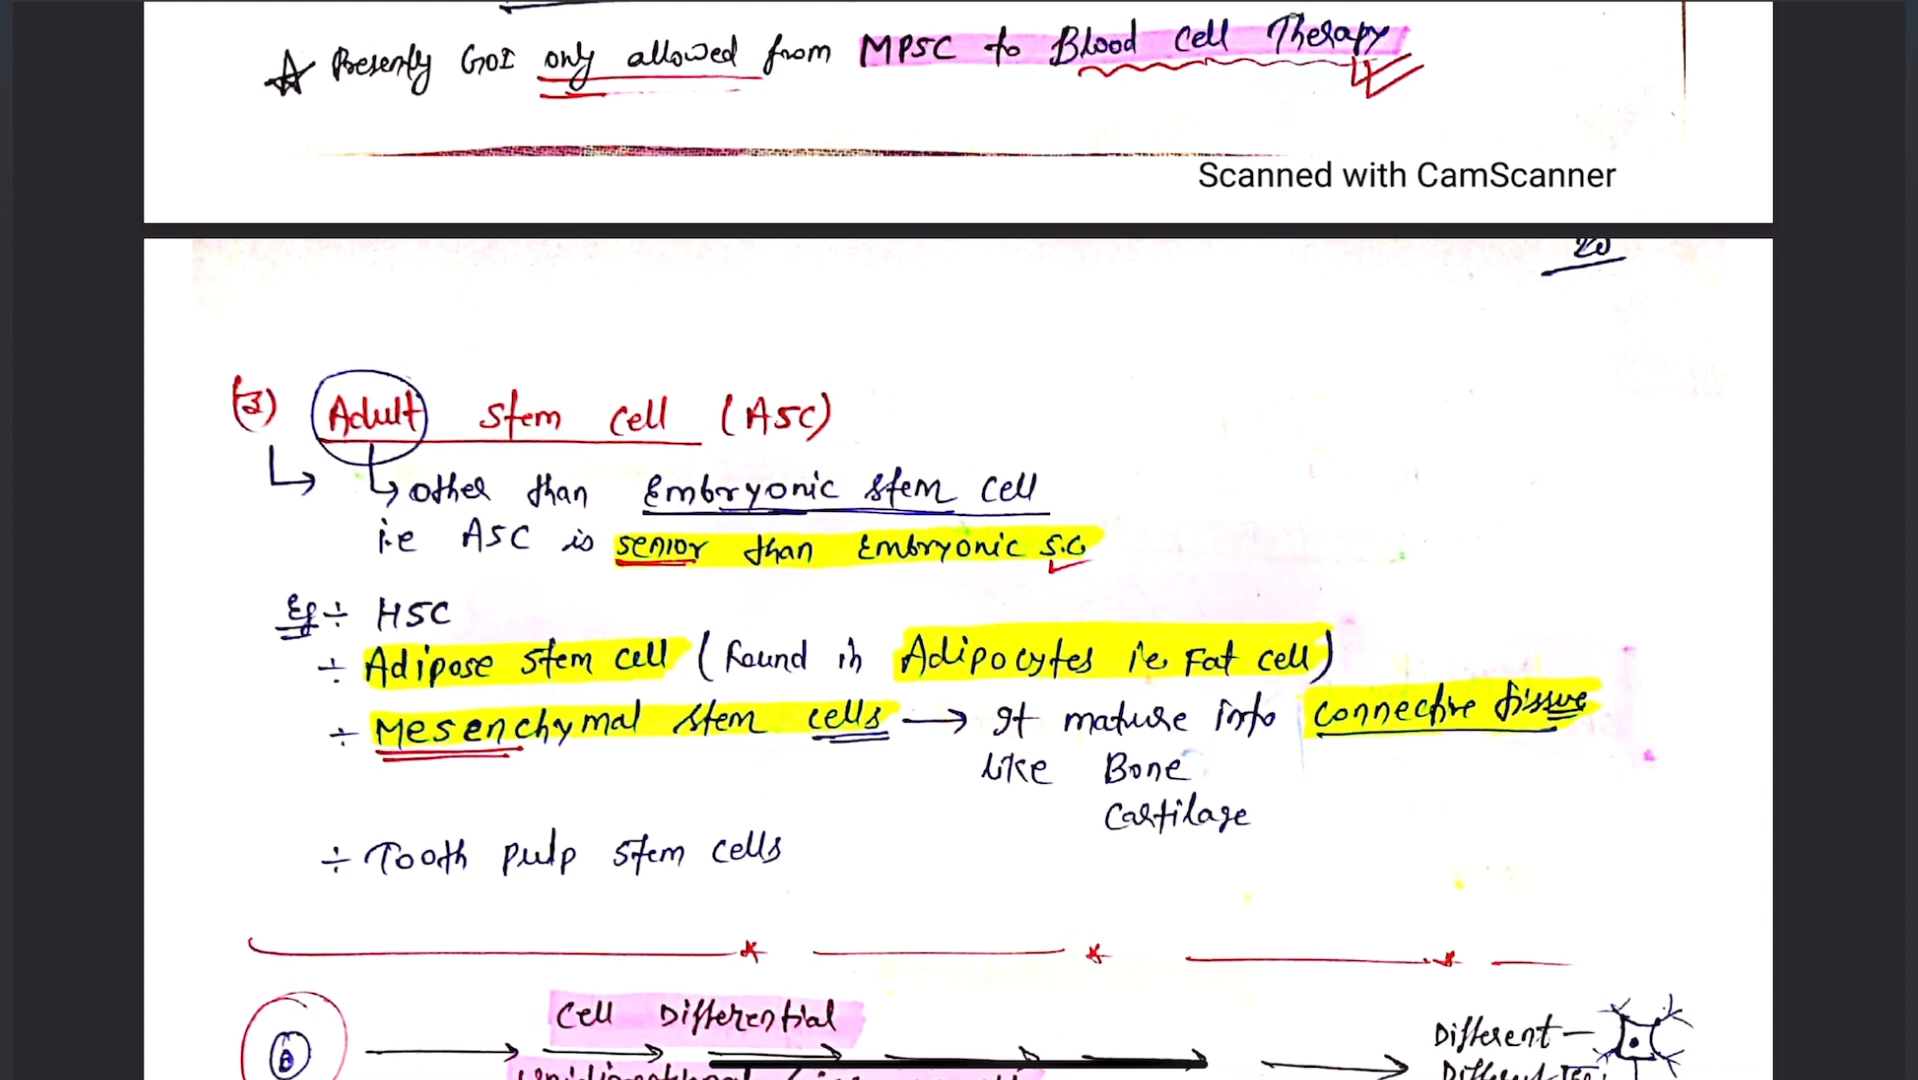 ☆ Presently GOI only allowed from MPSC to Blood Cell Therapy
Scanned with CamScanner
20
(3) Adult stem cell (ASC)
↳ ↳ other than Embryonic stem cell
i.e ASC is senior than Embryonic S.C
Eg ÷ HSC
÷ Adipose stem cell (Found in Adipocytes i.e. Fat cell)
÷ Mesenchymal stem cells → It mature into connective tissue
like Bone
Cartilage
÷ Tooth pulp stem cells
Cell Differential
Different